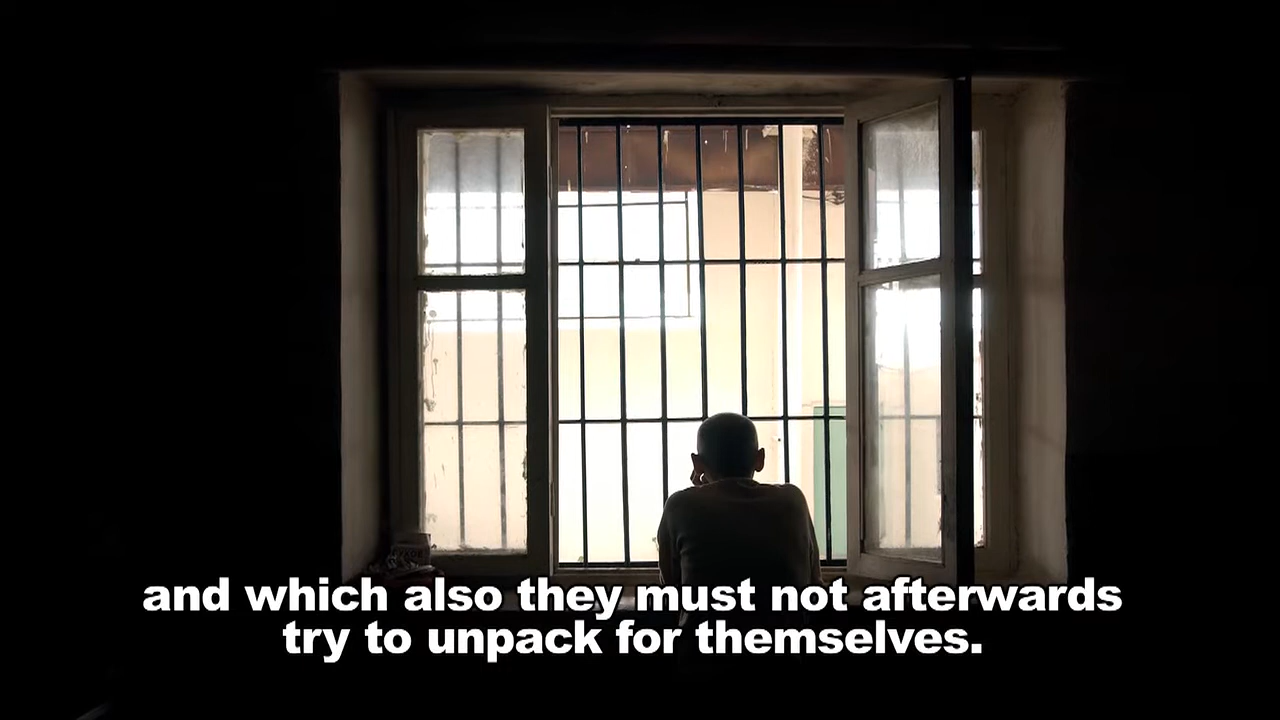 and which also they must not afterwards
try to unpack for themselves.